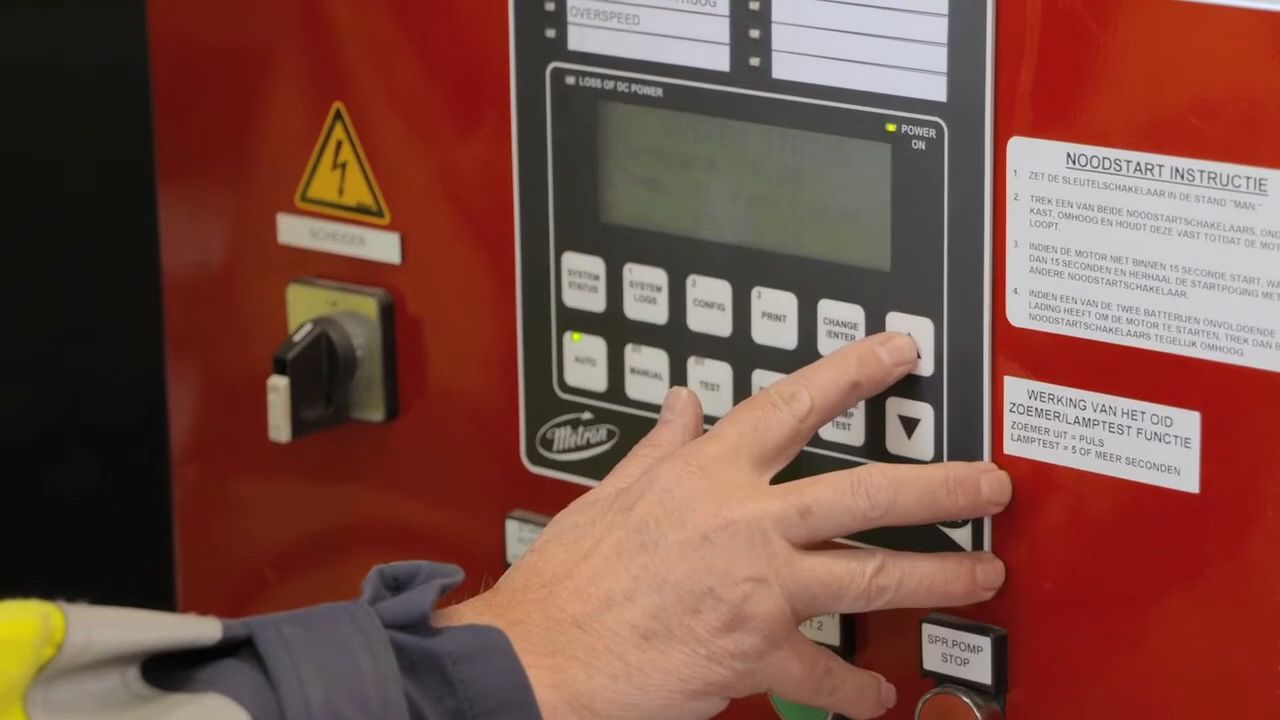 OVERSPEED
LOSS OF DC POWER
POWER
ON
SCHEIDER
SYSTEM
STATUS
1
SYSTEM
LOGS
2
CONFIG
3
PRINT
CHANGE
/ENTER
AUTO
MANUAL
TEST
TEST
Metron
NOODSTART INSTRUCTIE
1. ZET DE SLEUTELSCHAKELAAR IN DE STAND "MAN."
2. TREK EEN VAN BEIDE NOODSTARTSCHAKELAARS,
KAST, OMHOOG EN HOUDT DEZE VAST TOTDAT DE
LOOPT.
3. INDIEN DE MOTOR NIET BINNEN 15 SECONDE START,
DAN 15 SECONDEN EN HERHAAL DE STARTPOGING MET
ANDERE NOODSTARTSCHAKELAAR.
4. INDIEN EEN VAN DE TWEE BATTERIJEN ONVOLDOENDE
LADING HEEFT OM DE MOTOR TE STARTEN, TREK DAN
NOODSTARTSCHAKELAARS TEGELIJK OMHOOG.
WERKING VAN HET OID
ZOEMER/LAMPTEST FUNCTIE
ZOEMER UIT = PULS
LAMPTEST = 5 OF MEER SECONDEN
SPR.POMP
STOP